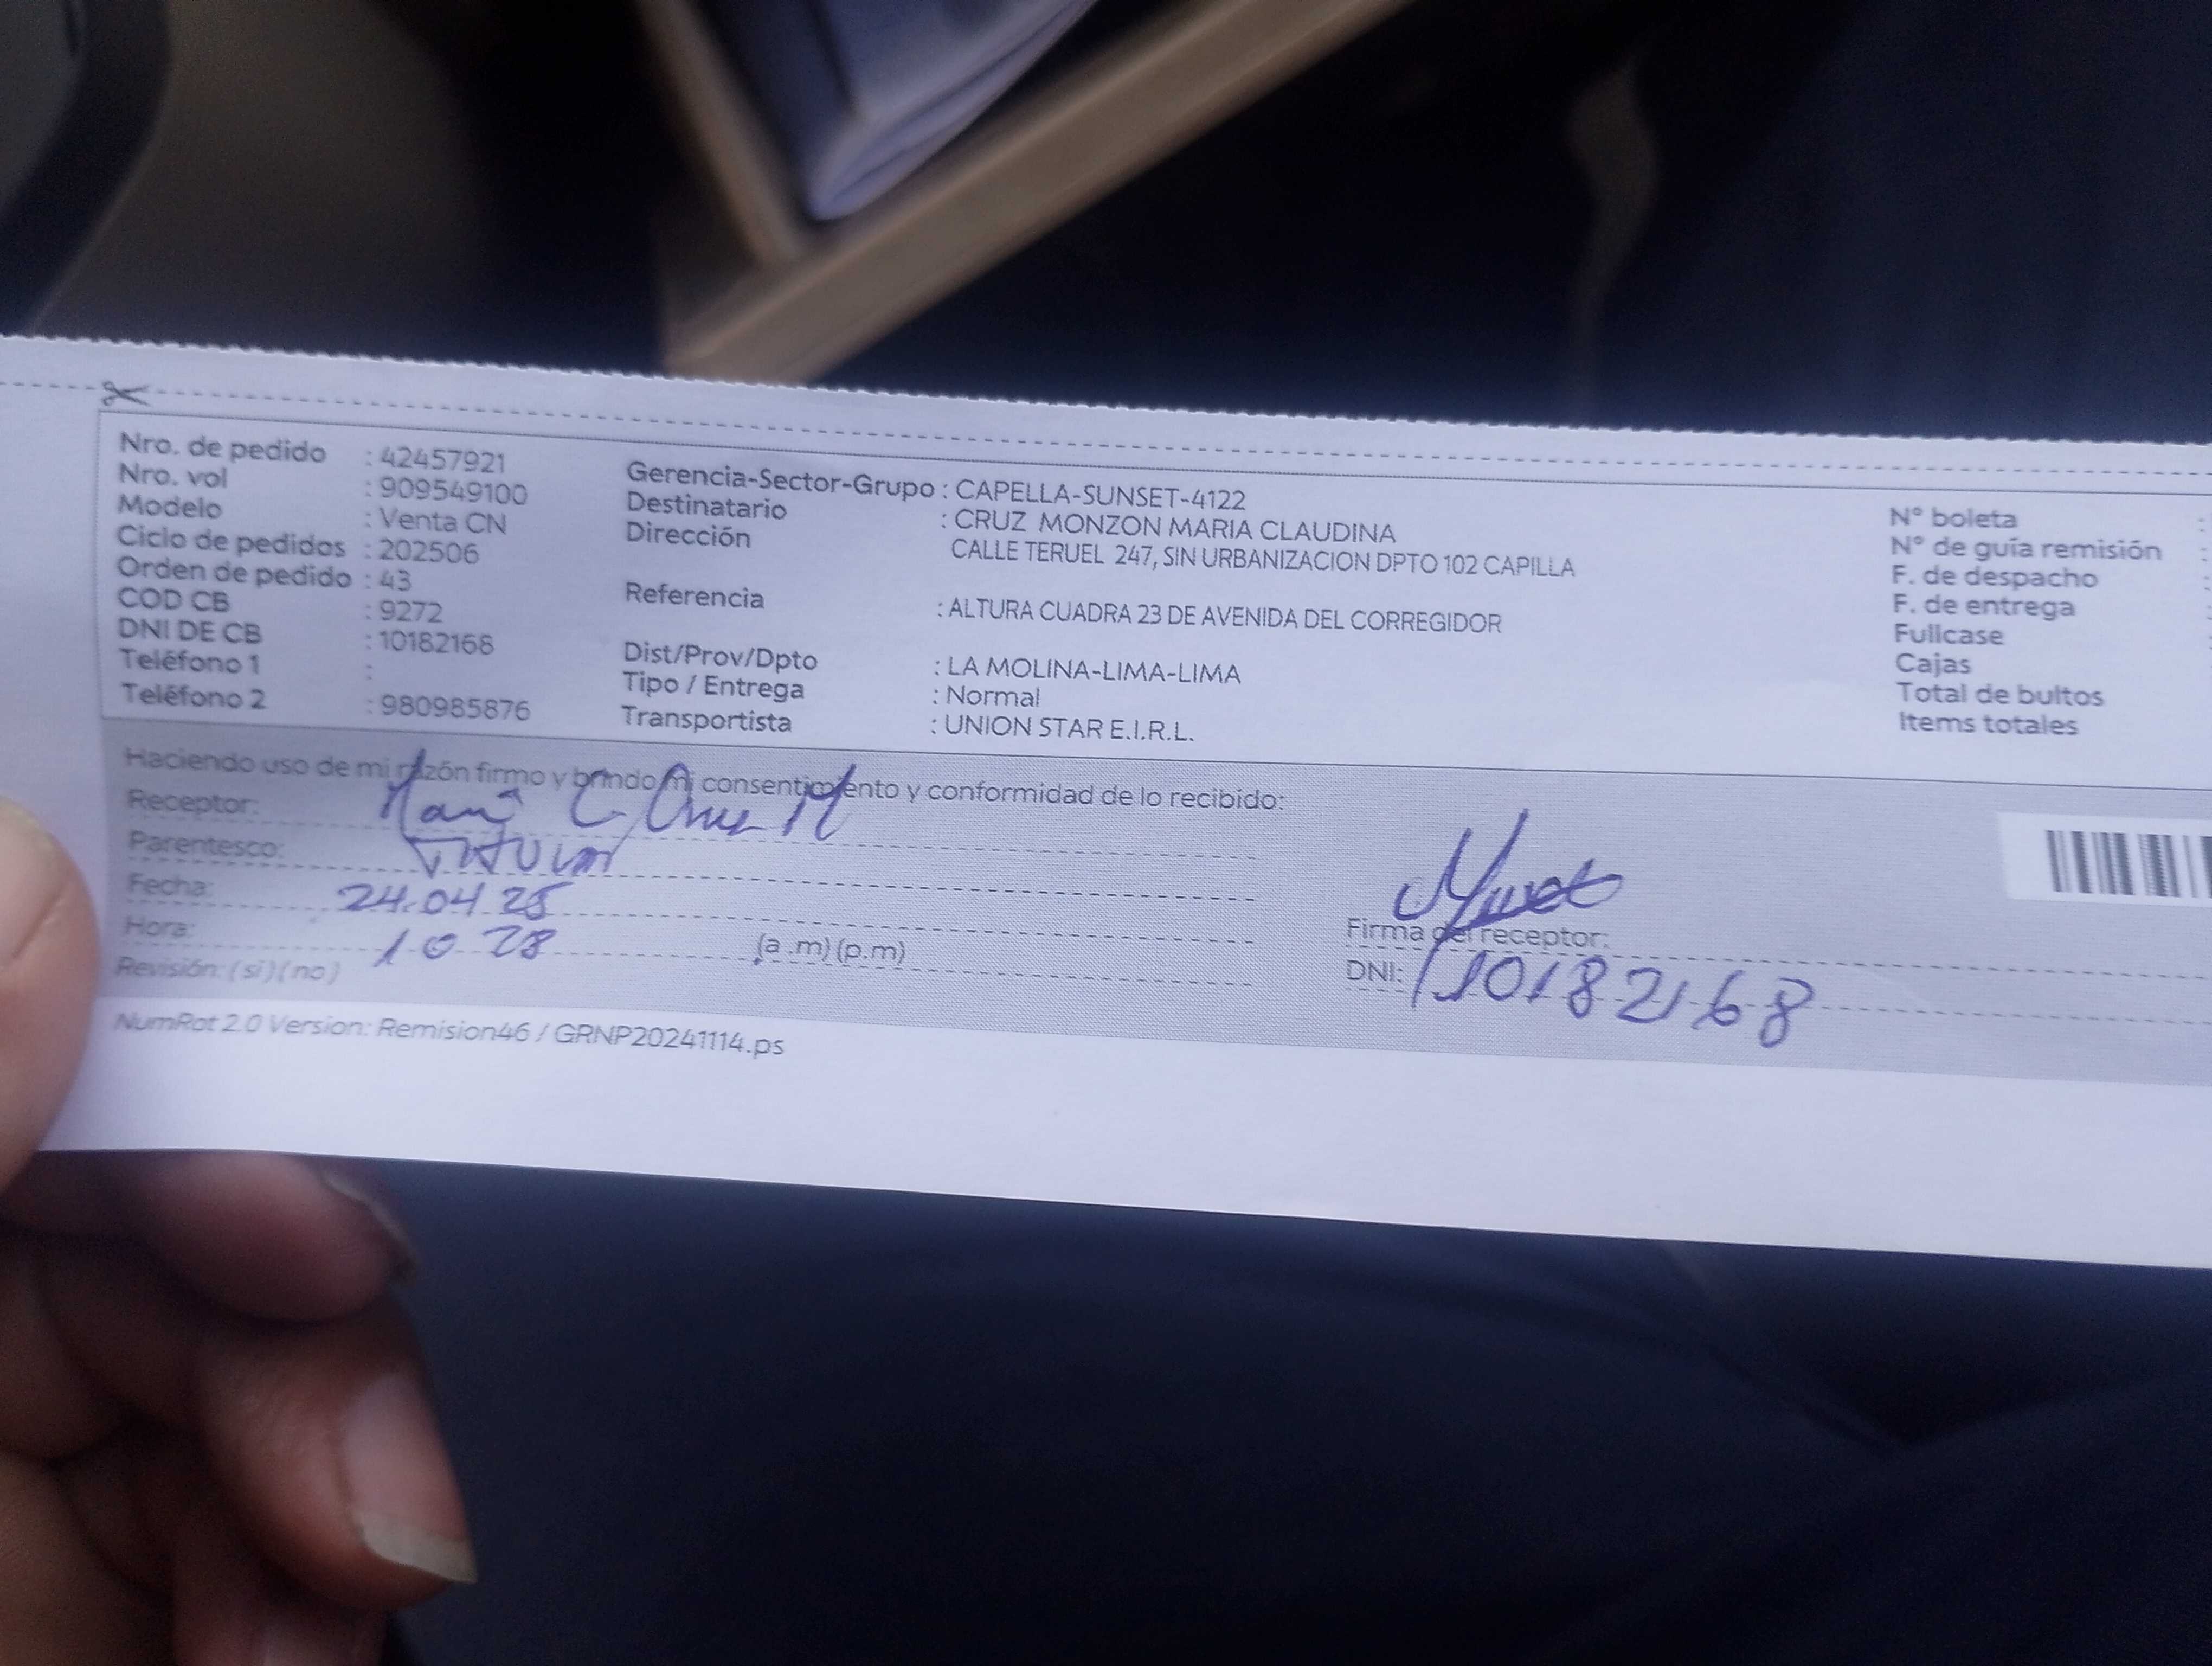 Nro. de pedido : 42457921
Nro. vol : 909549100
Modelo : Venta CN
Ciclo de pedidos : 202506
Orden de pedido : 43
COD CB : 9272
DNI DE CB : 10182168
Teléfono 1 :
Teléfono 2 : 980985876
Gerencia-Sector-Grupo : CAPELLA-SUNSET-4122
Destinatario : CRUZ MONZON MARIA CLAUDINA
Dirección CALLE TERUEL 247, SIN URBANIZACION DPTO 102 CAPILLA
Referencia : ALTURA CUADRA 23 DE AVENIDA DEL CORREGIDOR
Dist/Prov/Dpto : LA MOLINA-LIMA-LIMA
Tipo / Entrega : Normal
Transportista : UNION STAR E.I.R.L.
N° boleta :
N° de guía remisión :
F. de despacho :
F. de entrega :
Fullcase
Cajas
Total de bultos
Items totales
Haciendo uso de mi razón firmo y brindo mi consentimiento y conformidad de lo recibido:
Receptor: Maria C. Cruz M
Parentesco: Titular
Fecha: 24.04.25
Hora: 10 28 (a .m) (p.m)
Revisión: (si) (no)
Firma del receptor:
DNI: 10182168
NumRot 2.0 Version: Remision46 / GRNP20241114.ps